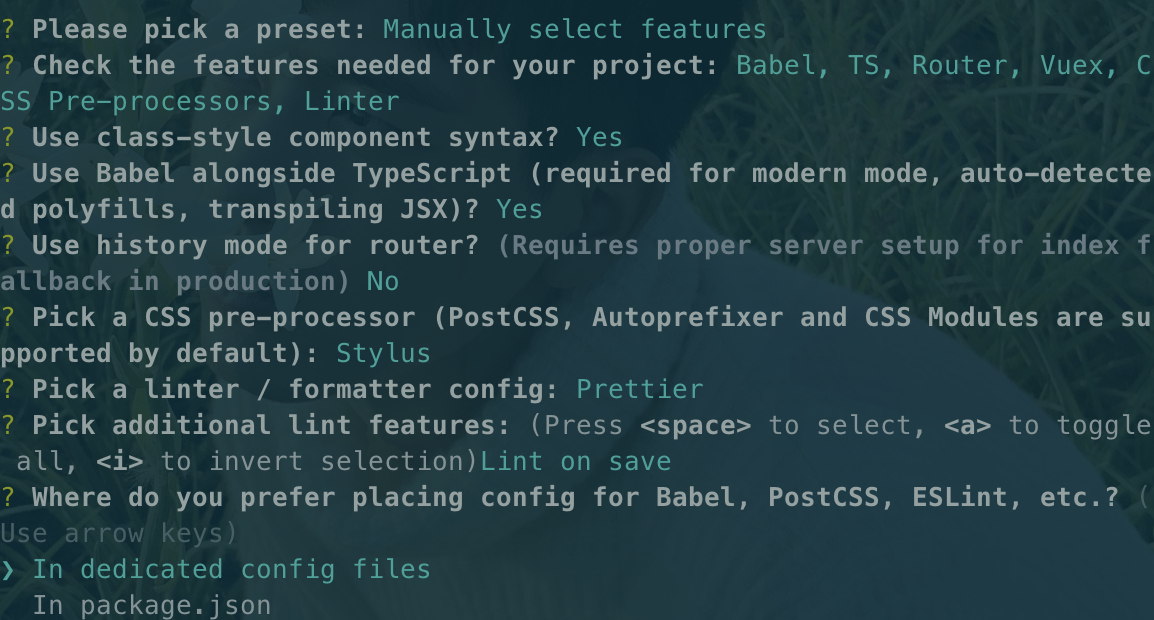 ? Please pick a preset: Manually select features
? Check the features needed for your project: Babel, TS, Router, Vuex, C
SS Pre-processors, Linter
? Use class-style component syntax? Yes
? Use Babel alongside TypeScript (required for modern mode, auto-detecte
d polyfills, transpiling JSX)? Yes
? Use history mode for router? (Requires proper server setup for index f
allback in production) No
? Pick a CSS pre-processor (PostCSS, Autoprefixer and CSS Modules are su
pported by default): Stylus
? Pick a linter / formatter config: Prettier
? Pick additional lint features: (Press <space> to select, <a> to toggle
 all, <i> to invert selection)Lint on save
? Where do you prefer placing config for Babel, PostCSS, ESLint, etc.? (
Use arrow keys)
❯ In dedicated config files
  In package.json